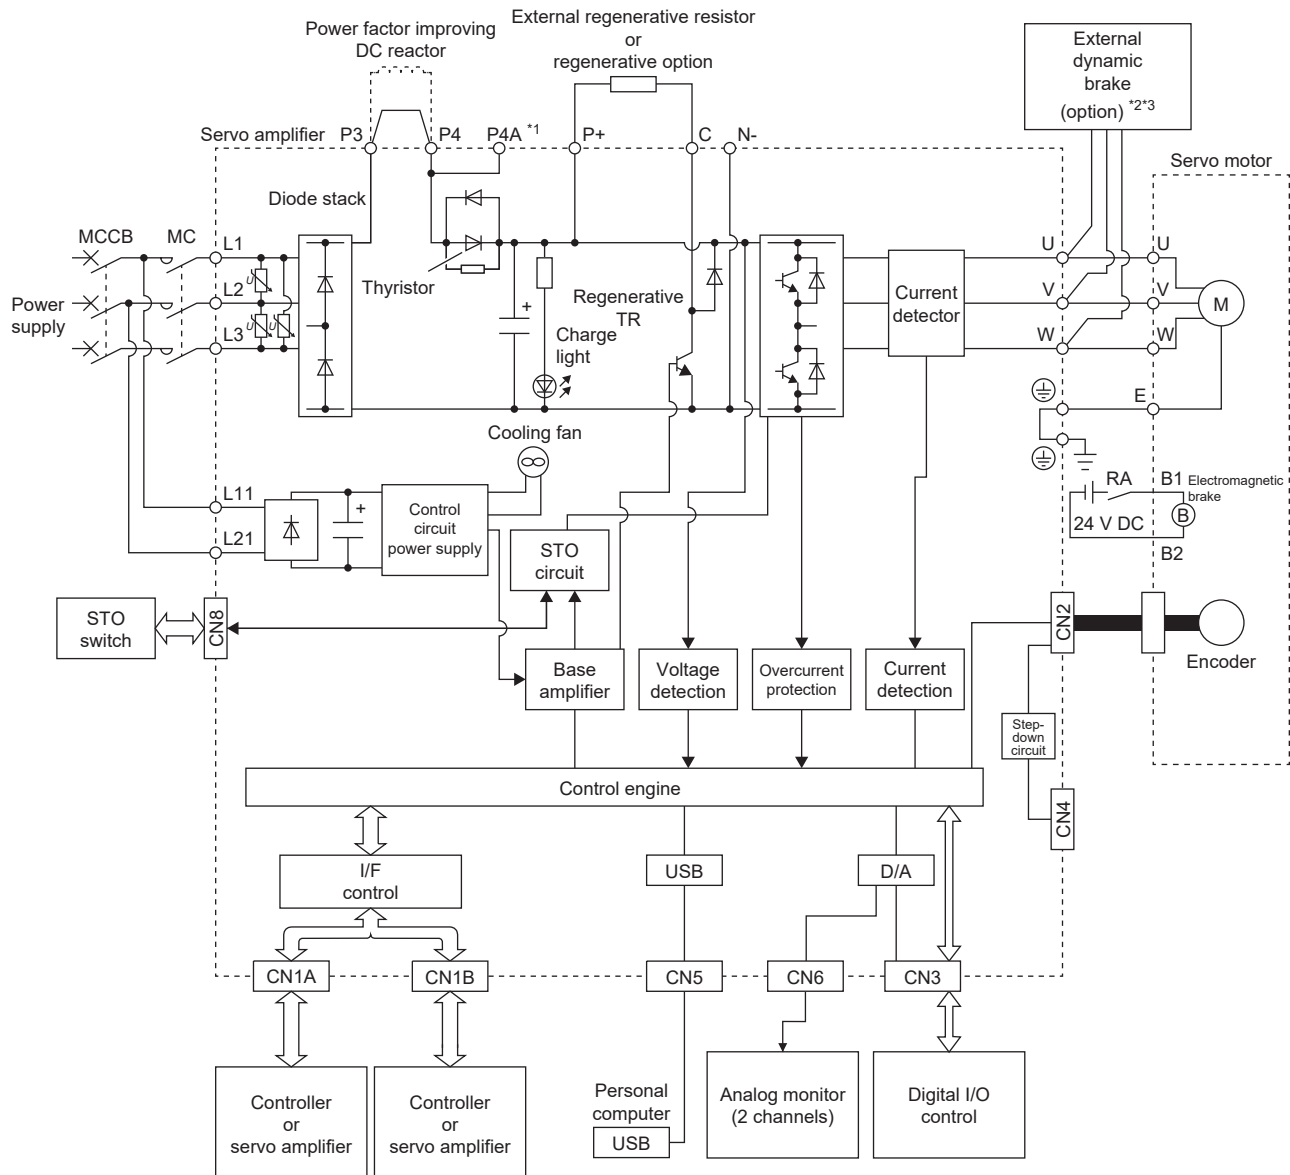 Power factor improving
DC reactor
External regenerative resistor
or
regenerative option
External
dynamic
brake
(option) *2*3
Servo amplifier
P3
P4
P4A *1
P+
C
N-
Servo motor
Diode stack
MCCB
MC
L1
L2
L3
U
U
U
Power
supply
Thyristor
+
Regenerative
TR
Charge
light
Current
detector
U
V
W
U
V
W
M
E
Cooling fan
L11
L21
+
Control
circuit
power supply
STO
circuit
RA
24 V DC
B1
Electromagnetic
brake
B
B2
STO
switch
CN8
CN2
Encoder
Base
amplifier
Voltage
detection
Overcurrent
protection
Current
detection
Step-
down
circuit
CN4
Control engine
I/F
control
USB
D/A
CN1A
CN1B
CN5
CN6
CN3
Controller
or
servo amplifier
Controller
or
servo amplifier
Personal
computer
USB
Analog monitor
(2 channels)
Digital I/O
control